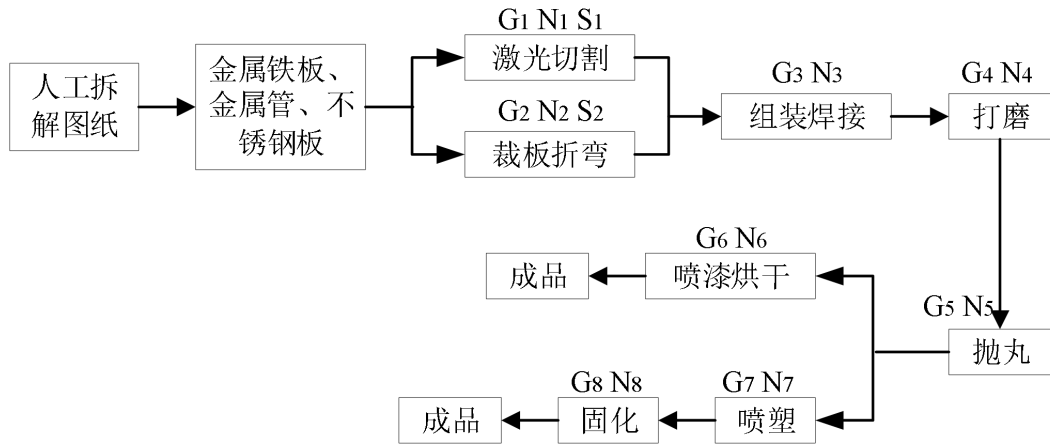 人工拆
解图纸
金属铁板、
金属管、不
锈钢板
G1 N1 S1
激光切割
G2 N2 S2
裁板折弯
G3 N3
组装焊接
G4 N4
打磨
G5 N5
抛丸
G6 N6
喷漆烘干
成品
G7 N7
喷塑
G8 N8
固化
成品